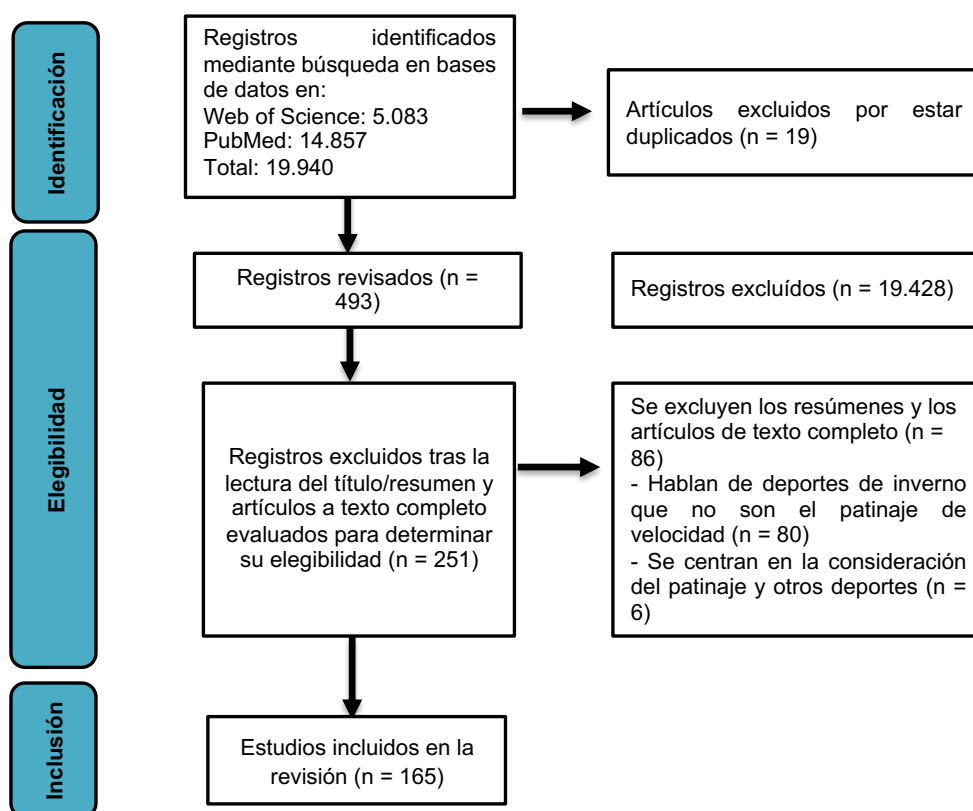 Identificación
Registros identificados
mediante búsqueda en bases
de datos en:
Web of Science: 5.083
PubMed: 14.857
Total: 19.940
Artículos excluidos por estar
duplicados (n = 19)
Elegibilidad
Registros revisados (n =
493)
Registros excluídos (n = 19.428)
Registros excluidos tras la
lectura del título/resumen y
artículos a texto completo
evaluados para determinar
su elegibilidad (n = 251)
Se excluyen los resúmenes y los
artículos de texto completo (n =
86)
- Hablan de deportes de inverno
que no son el patinaje de
velocidad (n = 80)
- Se centran en la consideración
del patinaje y otros deportes (n =
6)
Inclusión
Estudios incluidos en la
revisión (n = 165)